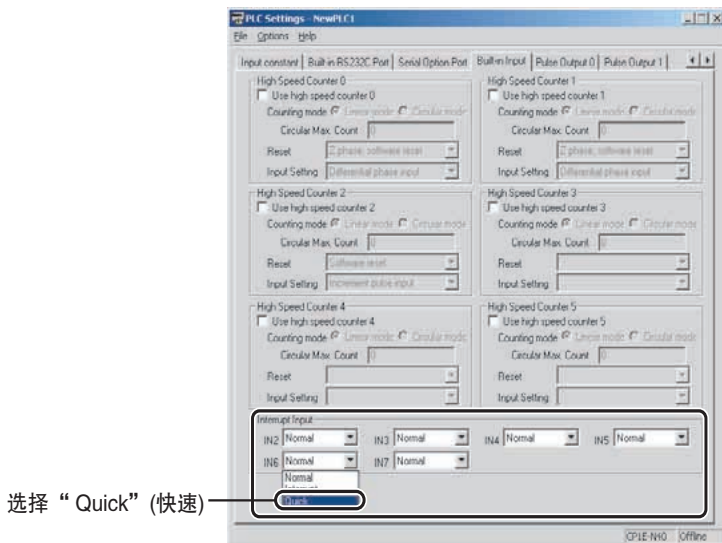 PLC Settings - NewPLC1
File Options Help
Input constant Built in RS232C Port Serial Option Port Built-in Input Pulse Output 0 Pulse Output 1
High Speed Counter 0
Use high speed counter 0
Counting mode Linear mode Circular mode
Circular Max. Count 0
Reset Z phase, software reset
Input Setting Differential phase input
High Speed Counter 1
Use high speed counter 1
Counting mode Linear mode Circular mode
Circular Max. Count 0
Reset Z phase, software reset
Input Setting Differential phase input
High Speed Counter 2
Use high speed counter 2
Counting mode Linear mode Circular mode
Circular Max. Count 0
Reset Software reset
Input Setting Increment pulse input
High Speed Counter 3
Use high speed counter 3
Counting mode Linear mode Circular mode
Circular Max. Count 0
Reset
Input Setting
High Speed Counter 4
Use high speed counter 4
Counting mode Linear mode Circular mode
Circular Max. Count 0
Reset
Input Setting
High Speed Counter 5
Use high speed counter 5
Counting mode Linear mode Circular mode
Circular Max. Count 0
Reset
Input Setting
Interrupt Input
IN2 Normal IN3 Normal IN4 Normal IN5 Normal
IN6 Normal IN7 Normal
Normal
Quick
选择“ Quick” (快速)
CP1E-N40 Offline